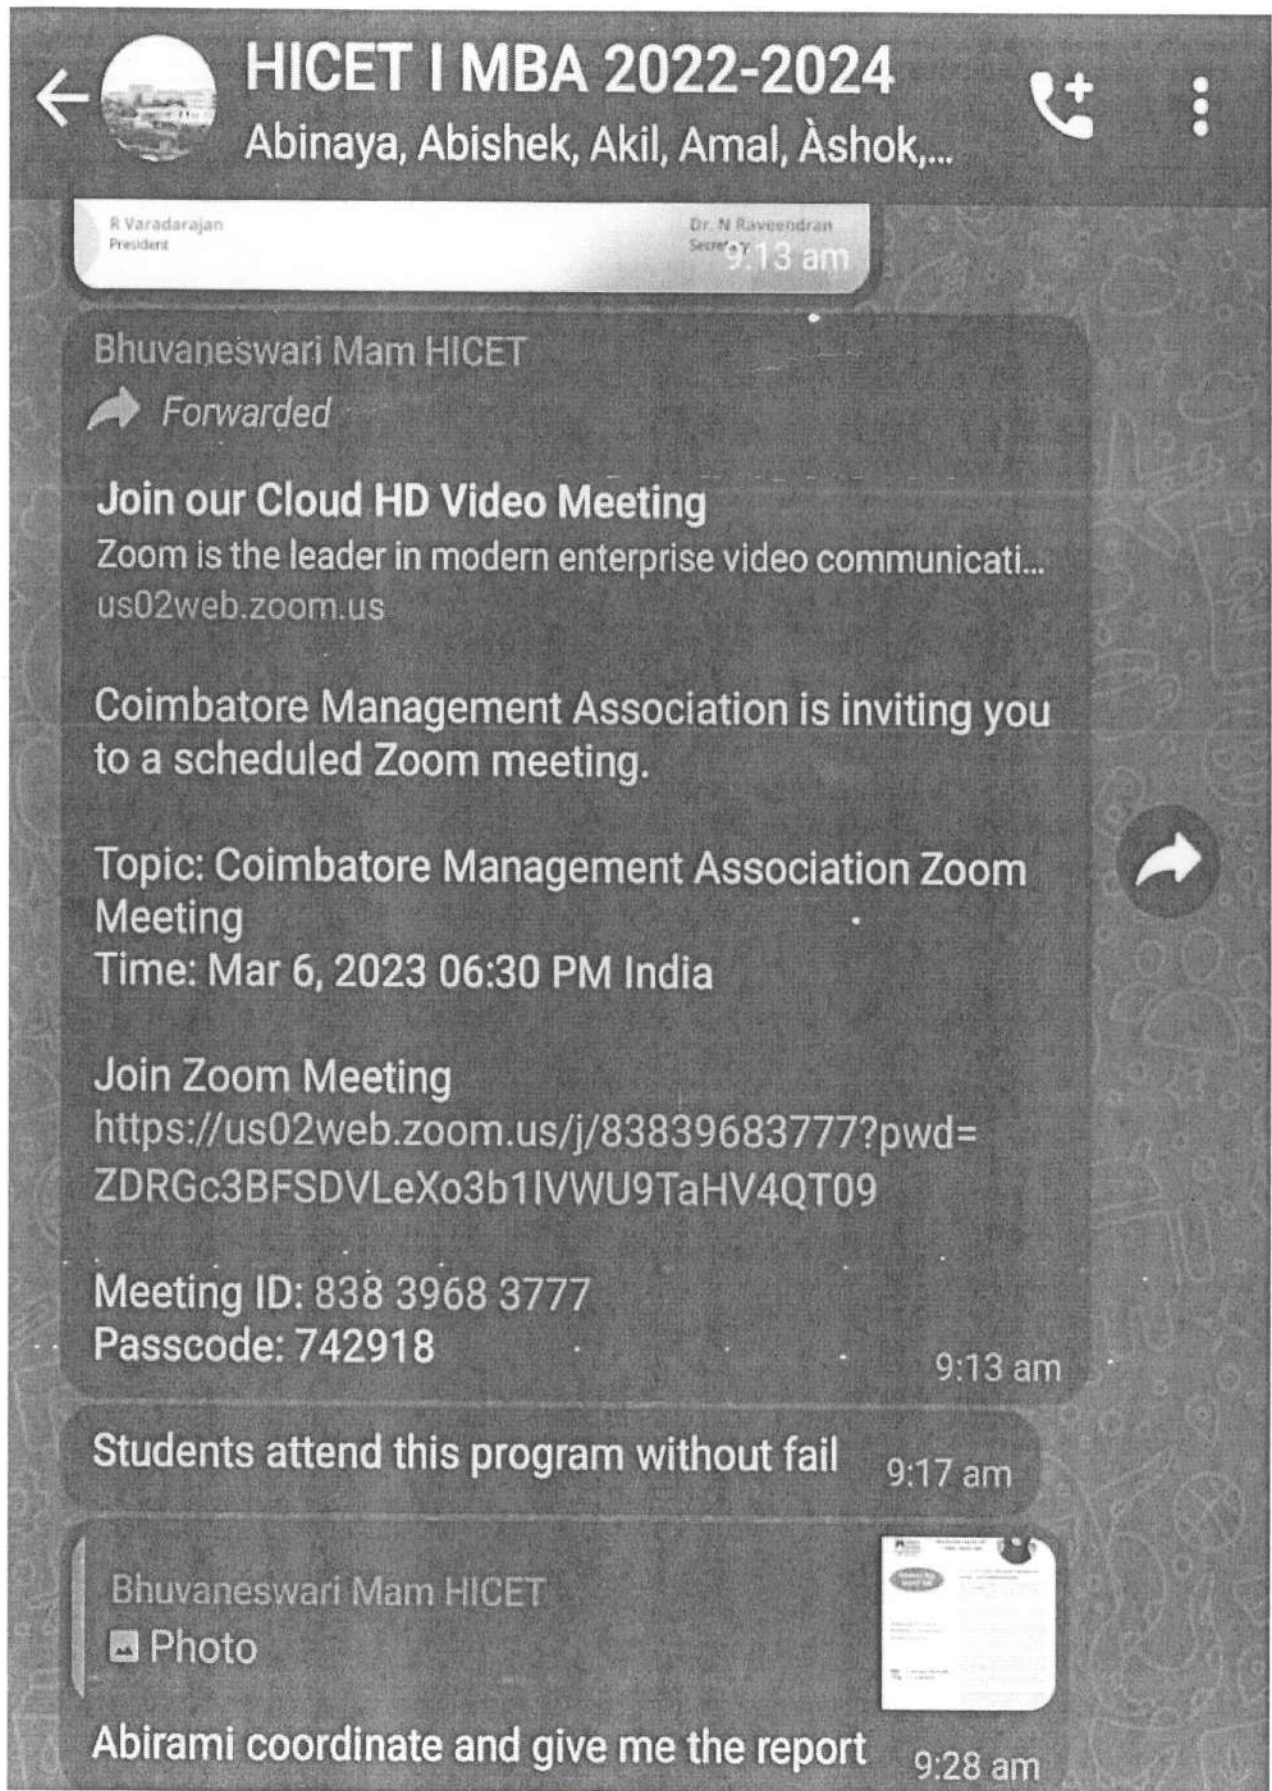 HICET I MBA 2022-2024
Abinaya, Abishek, Akil, Amal, Àshok,...
R Varadarajan
President
Dr. N Raveendran
Secretary
9:13 am
Bhuvaneswari Mam HICET
Forwarded
Join our Cloud HD Video Meeting
Zoom is the leader in modern enterprise video communicati...
us02web.zoom.us
Coimbatore Management Association is inviting you
to a scheduled Zoom meeting.
Topic: Coimbatore Management Association Zoom
Meeting
Time: Mar 6, 2023 06:30 PM India
Join Zoom Meeting
https://us02web.zoom.us/j/83839683777?pwd=
ZDRGc3BFSDVLeXo3b1lVWU9TaHV4QT09
Meeting ID: 838 3968 3777
Passcode: 742918
9:13 am
Students attend this program without fail
9:17 am
Bhuvaneswari Mam HICET
Photo
Abirami coordinate and give me the report
9:28 am